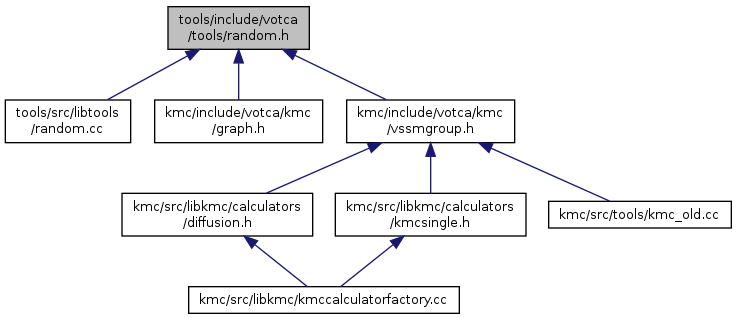 tools/include/votca
/tools/random.h
tools/src/libtools
/random.cc
kmc/include/votca/kmc
/graph.h
kmc/include/votca/kmc
/vssmgroup.h
kmc/src/libkmc/calculators
/diffusion.h
kmc/src/libkmc/calculators
/kmcsingle.h
kmc/src/tools/kmc_old.cc
kmc/src/libkmc/kmccalculatorfactory.cc